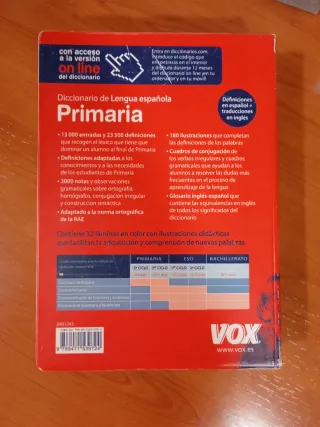 con acceso
a la versión
on line
del diccionario
Entra en diccionarios.com,
introduce el código que
encontrarás en el interior
y disfruta durante 12 meses
del diccionario on line ¡en tu
ordenador y en tu móvil!
Diccionario de Lengua española
Primaria
Definiciones
en español +
traducciones
en inglés
• 13 000 entradas y 23 500 definiciones
que recogen el léxico que tiene que
dominar un alumno al final de Primaria
• Definiciones adaptadas a los
conocimientos y a las necesidades
de los estudiantes de Primaria
• 3000 notas y observaciones
gramaticales sobre ortografía,
homógrafos, conjugación irregular
y construcción sintáctica
• Adaptado a la norma ortográfica
de la RAE
• 180 ilustraciones que completan
las definiciones de las palabras
• Cuadros de conjugación de
los verbos irregulares y cuadros
gramaticales que ayudan a los
alumnos a resolver las dudas más
frecuentes en el proceso de
aprendizaje de la lengua
• Glosario inglés-español que
contiene las equivalencias en inglés
de todos los significados del
diccionario
Contiene 32 láminas en color con ilustraciones didácticas
que facilitan la adquisición y comprensión de nuevas palabras
PRIMARIA ESO BACHILLERATO
VOX
WWW.VOX.ES